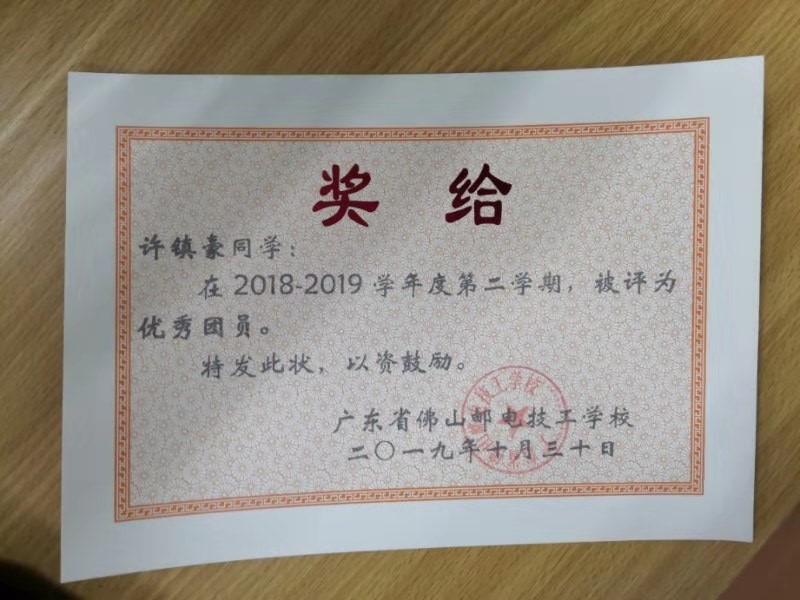 奖 给
许镇豪同学：
在2018-2019学年度第二学期，被评为
优秀团员。
特发此状，以资鼓励。
广东省佛山邮电技工学校
二〇一九年十月三十日